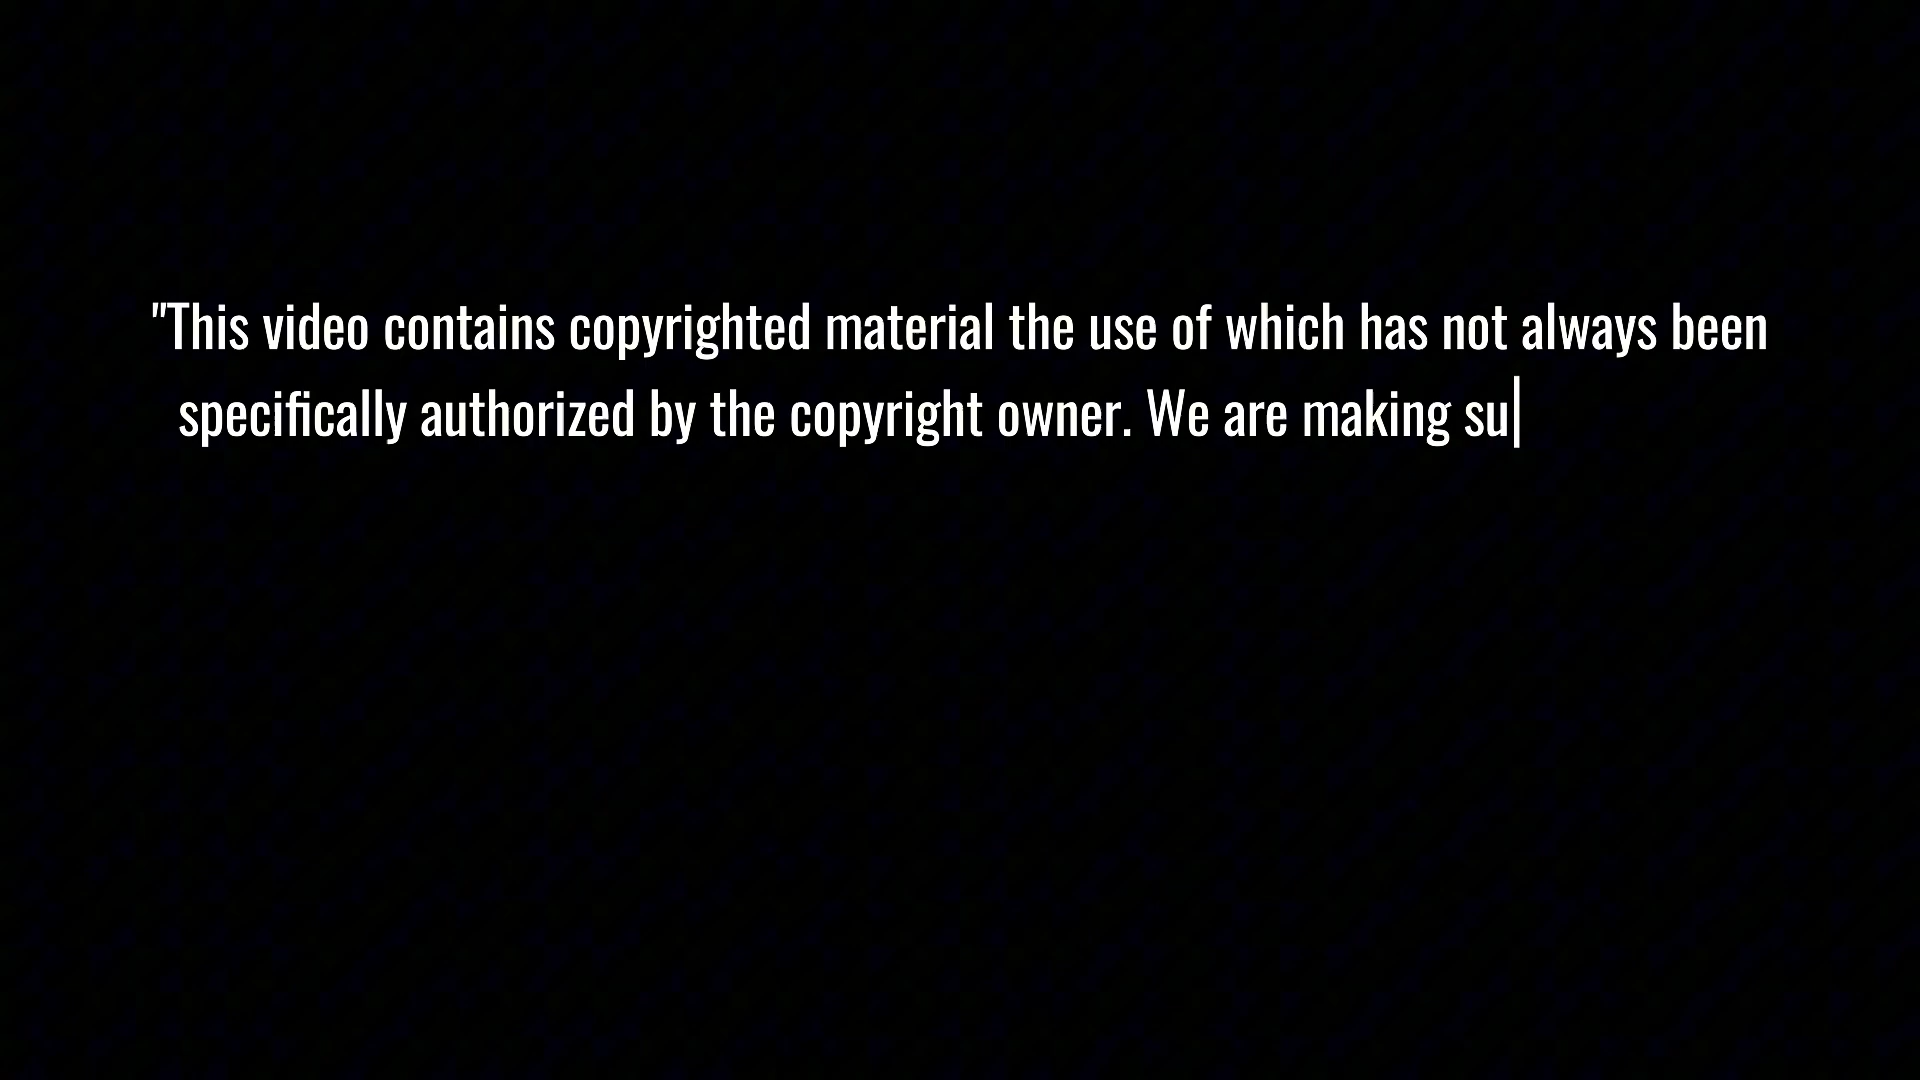 "This video contains copyrighted material the use of which has not always been
specifically authorized by the copyright owner. We are making su